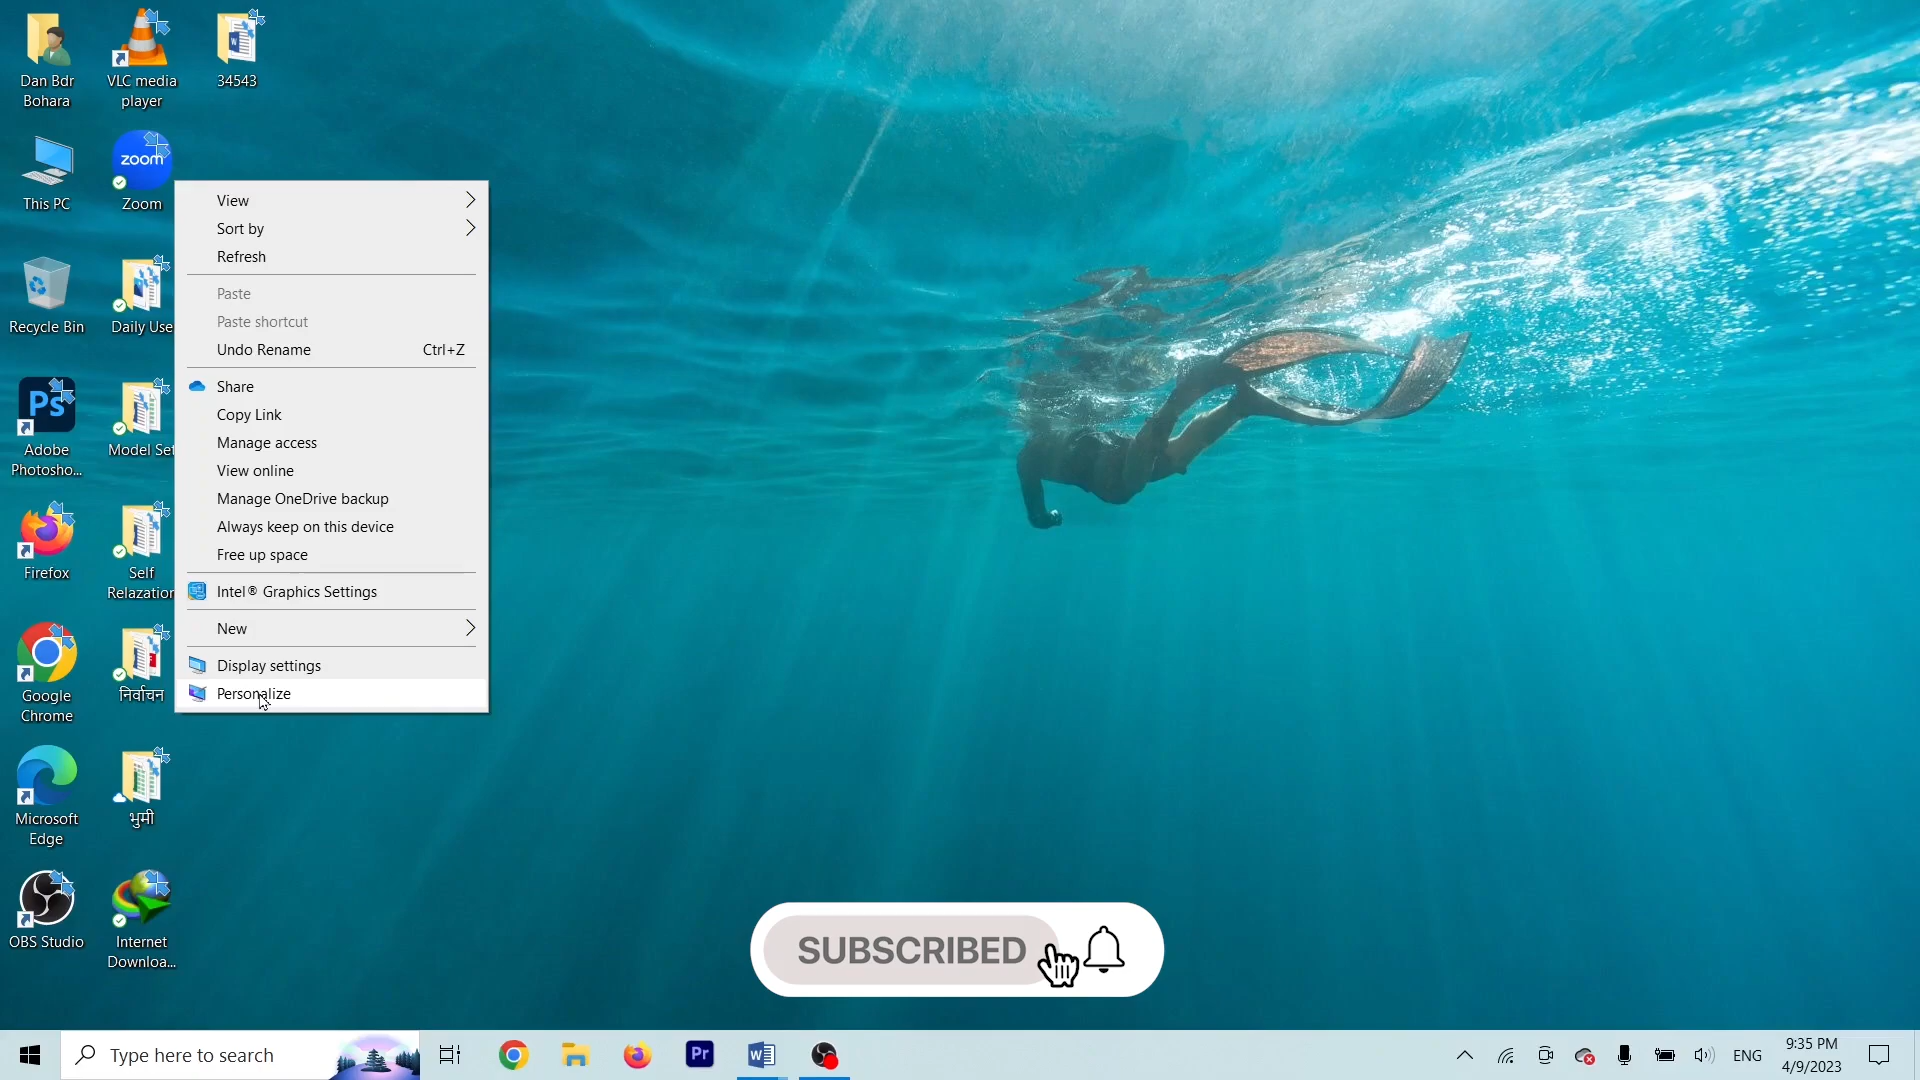 Dan Bdr
Bohara
VLC media
player
34543
This PC
zoom
Zoom
Recycle Bin
Daily Use
Ps
Adobe
Photosho...
Model Set
Firefox
Self
Relazation
Google
Chrome
निर्वाचन
Microsoft
Edge
भुमी
OBS Studio
Internet
Downloa...
View
Sort by
Refresh
Paste
Paste shortcut
Undo Rename Ctrl+Z
Share
Copy Link
Manage access
View online
Manage OneDrive backup
Always keep on this device
Free up space
Intel® Graphics Settings
New
Display settings
Personalize
SUBSCRIBED
Type here to search
Pr
W
ENG
9:35 PM
4/9/2023